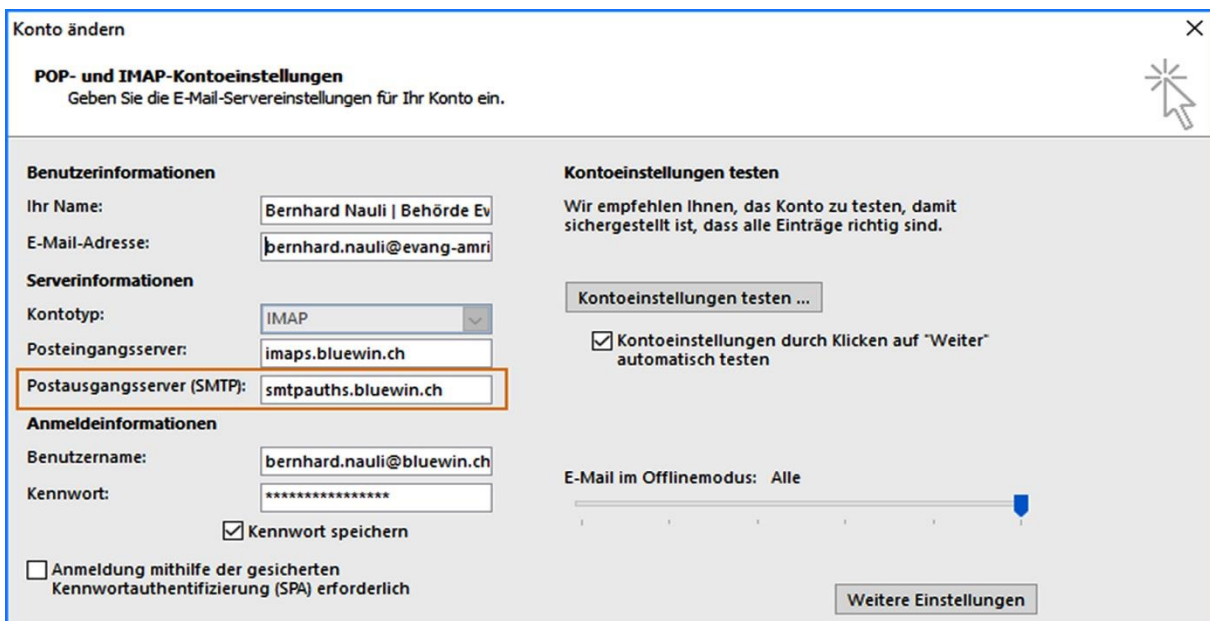 Konto ändern
POP- und IMAP-Kontoeinstellungen
Geben Sie die E-Mail-Servereinstellungen für Ihr Konto ein.
Benutzerinformationen
Ihr Name: Bernhard Nauli | Behörde Ev
E-Mail-Adresse: bernhard.nauli@evang-amri
Serverinformationen
Kontotyp: IMAP
Posteingangsserver: imaps.bluewin.ch
Postausgangsserver (SMTP): smtpauths.bluewin.ch
Anmeldeinformationen
Benutzername: bernhard.nauli@bluewin.ch
Kennwort: ****************
Kennwort speichern
Anmeldung mithilfe der gesicherten
Kennwortauthentifizierung (SPA) erforderlich
Kontoeinstellungen testen
Wir empfehlen Ihnen, das Konto zu testen, damit
sichergestellt ist, dass alle Einträge richtig sind.
Kontoeinstellungen testen ...
Kontoeinstellungen durch Klicken auf "Weiter"
automatisch testen
E-Mail im Offlinemodus: Alle
Weitere Einstellungen